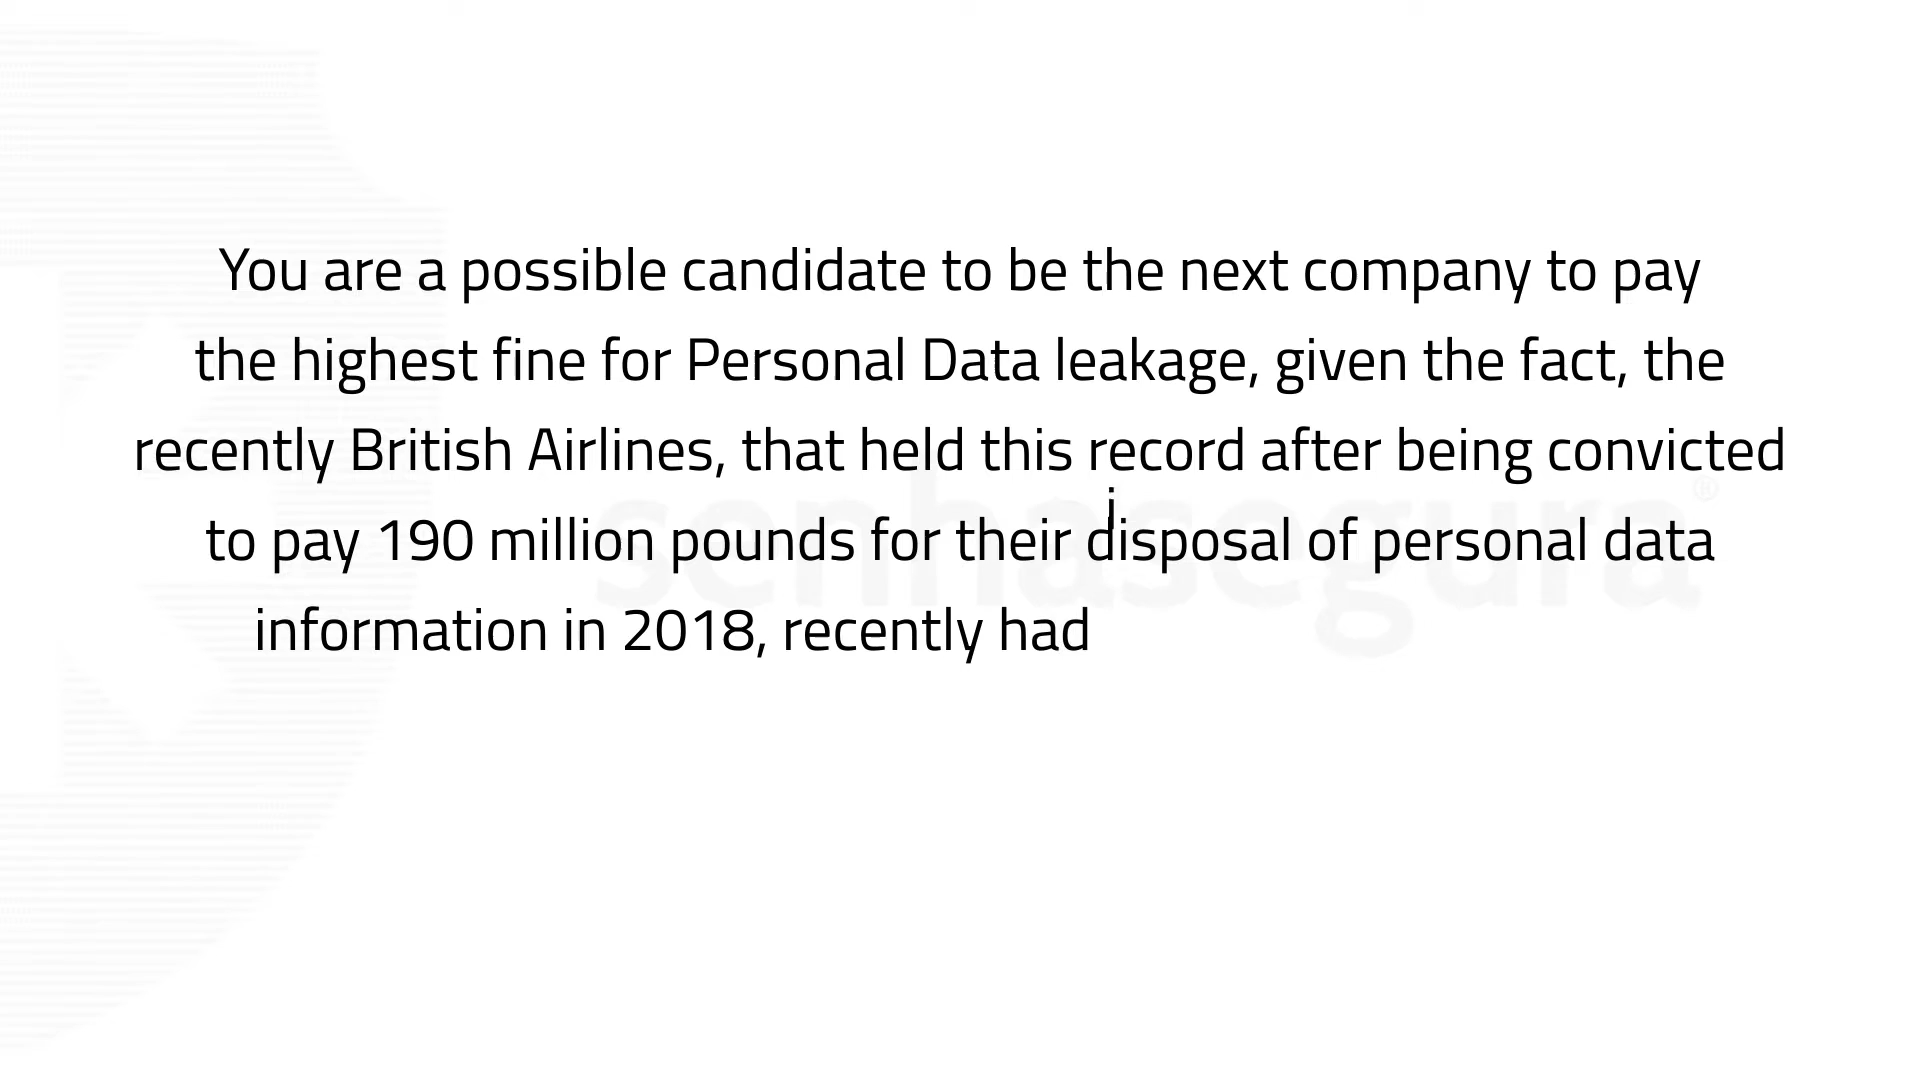 You are a possible candidate to be the next company to pay
the highest fine for Personal Data leakage, given the fact, the
recently British Airlines, that held this record after being convicted
to pay 190 million pounds for their disposal of personal data
information in 2018, recently had
i
senhasegura®